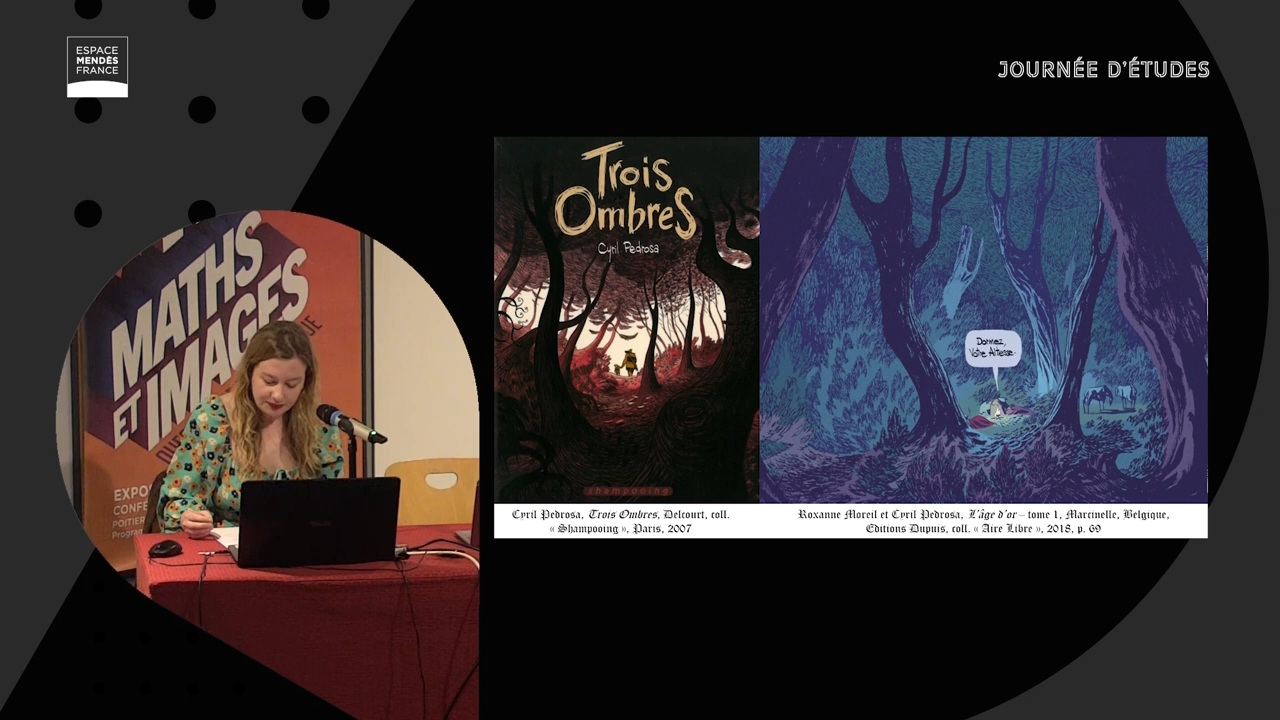 ESPACE
MENDÈS
FRANCE
JOURNÉE D'ÉTUDES
MATHS
ET IMAGES
EXPO
CONFÉ
POITIER
Program
Trois
Ombres
Cyril Pedrosa
shampooing
Dormez,
Votre Altesse.
Cyril Pedrosa, Trois Ombres, Delcourt, coll.
« Shampooing », Paris, 2007
Roxanne Moreil et Cyril Pedrosa, L'âge d'or – tome 1, Marcinelle, Belgique,
Editions Dupuis, coll. « Aire Libre », 2018, p. 69